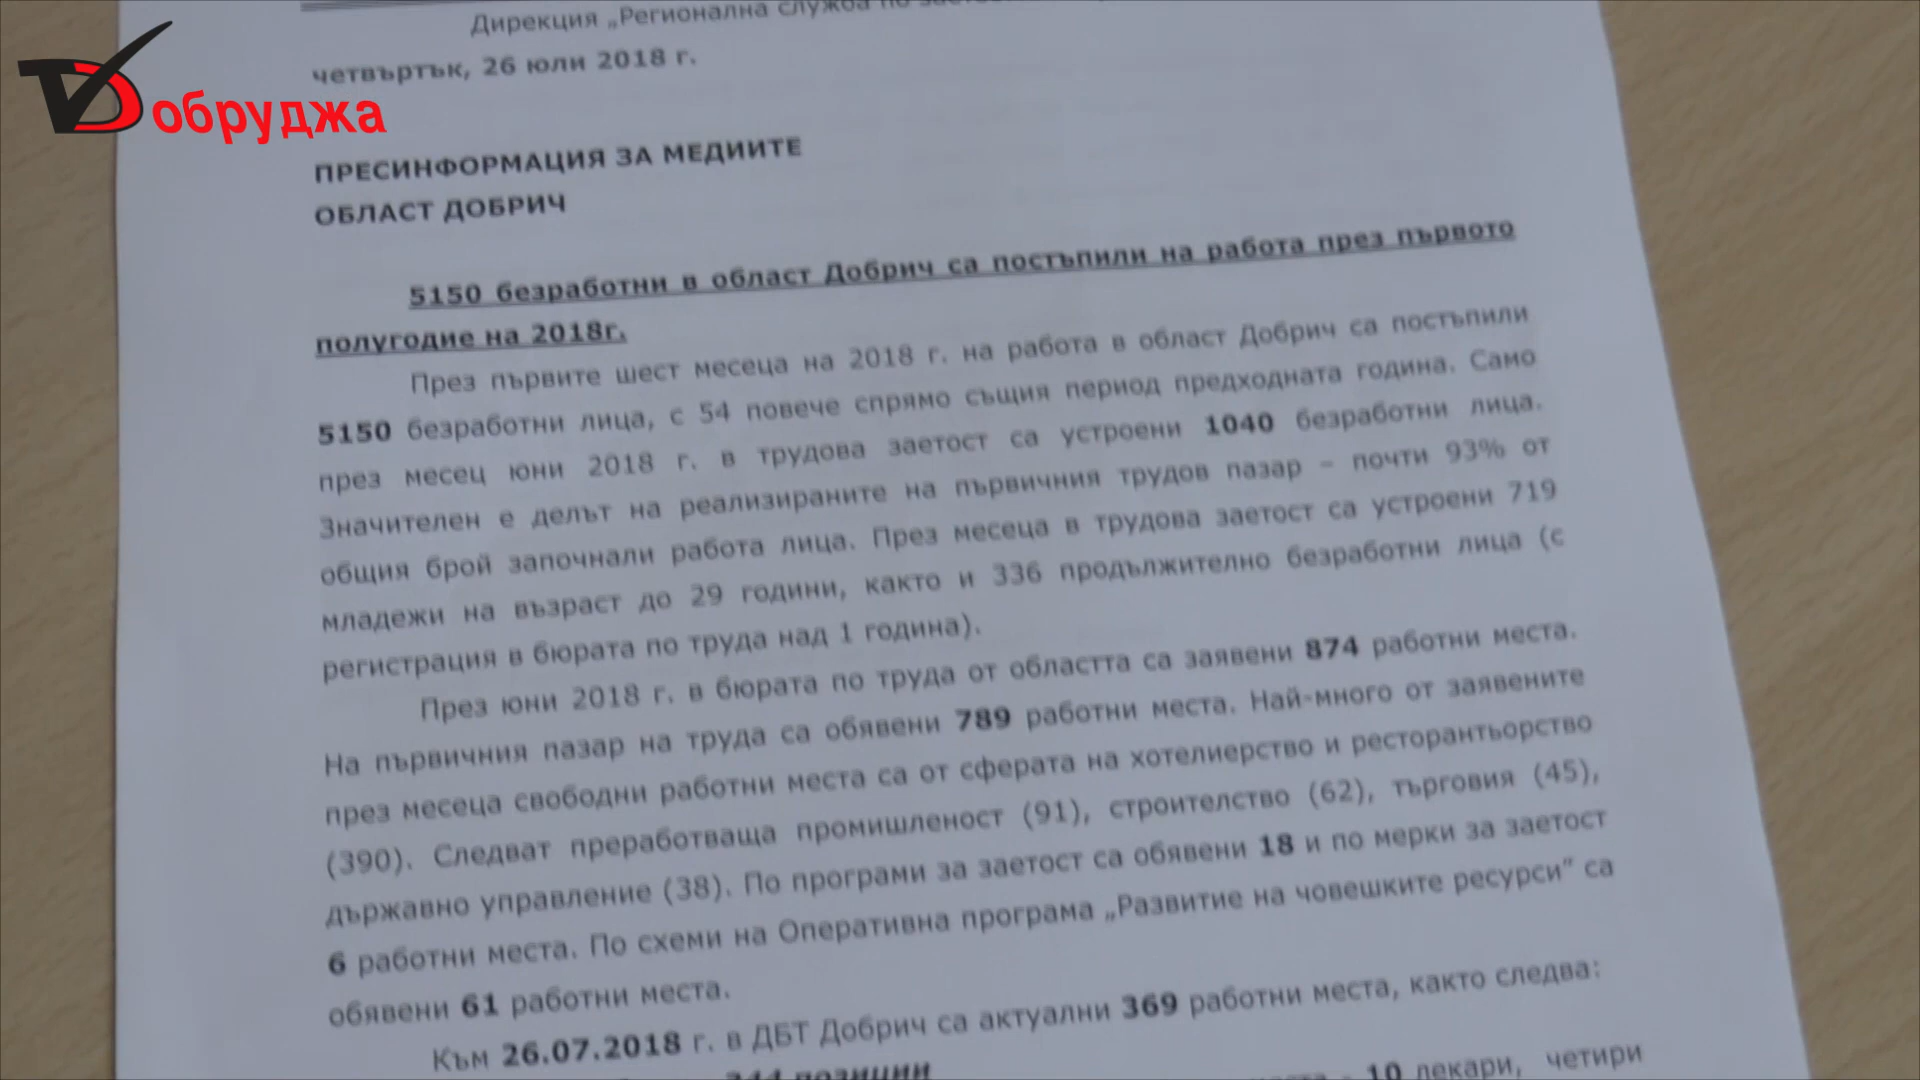 Дирекция „Регионална служба по
четвъртък, 26 юли 2018 г.
Добруджа
ПРЕСИНФОРМАЦИЯ ЗА МЕДИИТЕ
ОБЛАСТ ДОБРИЧ
5150 безработни в област Добрич са постъпили на работа през първото
полугодие на 2018г.
През първите шест месеца на 2018 г. на работа в област Добрич са постъпили
5150 безработни лица, с 54 повече спрямо същия период предходната година. Само
през месец юни 2018 г. в трудова заетост са устроени 1040 безработни лица.
Значителен е делът на реализираните на първичния трудов пазар – почти 93% от
общия брой започнали работа лица. През месеца в трудова заетост са устроени 719
младежи на възраст до 29 години, както и 336 продължително безработни лица (с
регистрация в бюрата по труда над 1 година).
През юни 2018 г. в бюрата по труда от областта са заявени 874 работни места.
На първичния пазар на труда са обявени 789 работни места. Най-много от заявените
през месеца свободни работни места са от сферата на хотелиерство и ресторантьорство
(390). Следват преработваща промишленост (91), строителство (62), търговия (45),
държавно управление (38). По програми за заетост са обявени 18 и по мерки за заетост
6 работни места. По схеми на Оперативна програма „Развитие на човешките ресурси” са
обявени 61 работни места.
Към 26.07.2018 г. в ДБТ Добрич са актуални 369 работни места, както следва:
344 позиции
- 10 лекари, четири